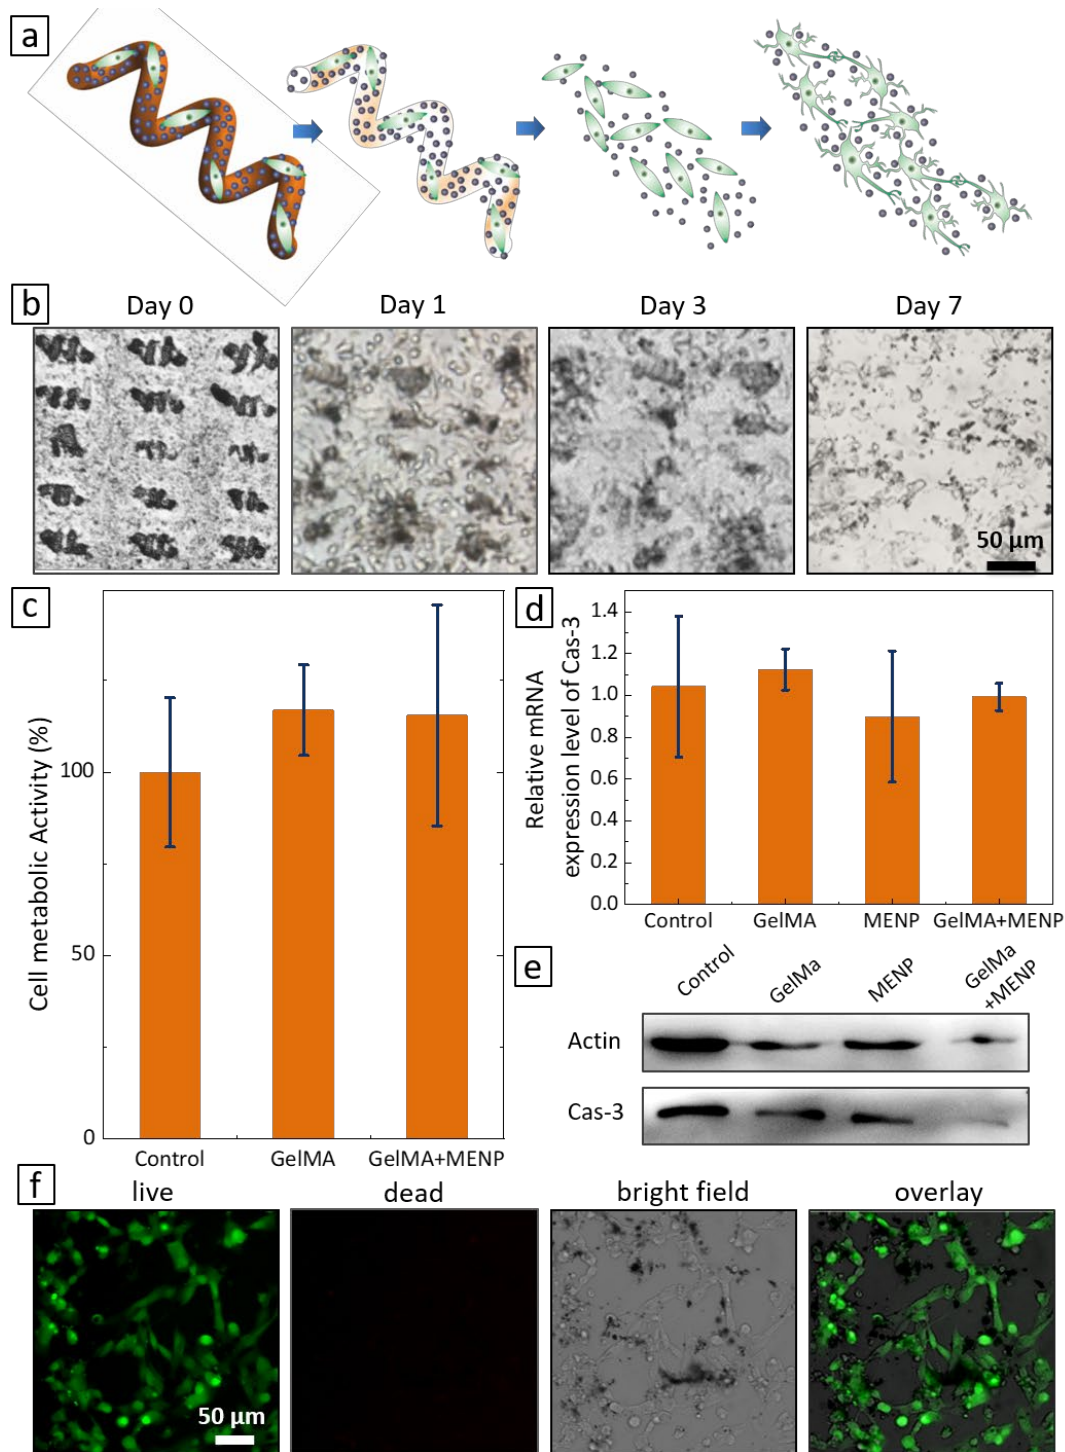 a
b
Day 0
Day 1
Day 3
Day 7
50 µm
c
Cell metabolic Activity (%)
100
50
0
Control
GelMA
GelMA+MENP
d
Relative mRNA
expression level of Cas-3
1.4
1.2
1.0
0.8
0.6
0.4
0.2
0.0
Control
GelMA
MENP
GelMA+MENP
e
Control
GelMa
MENP
GelMa
+MENP
Actin
Cas-3
f
live
dead
bright field
overlay
50 µm